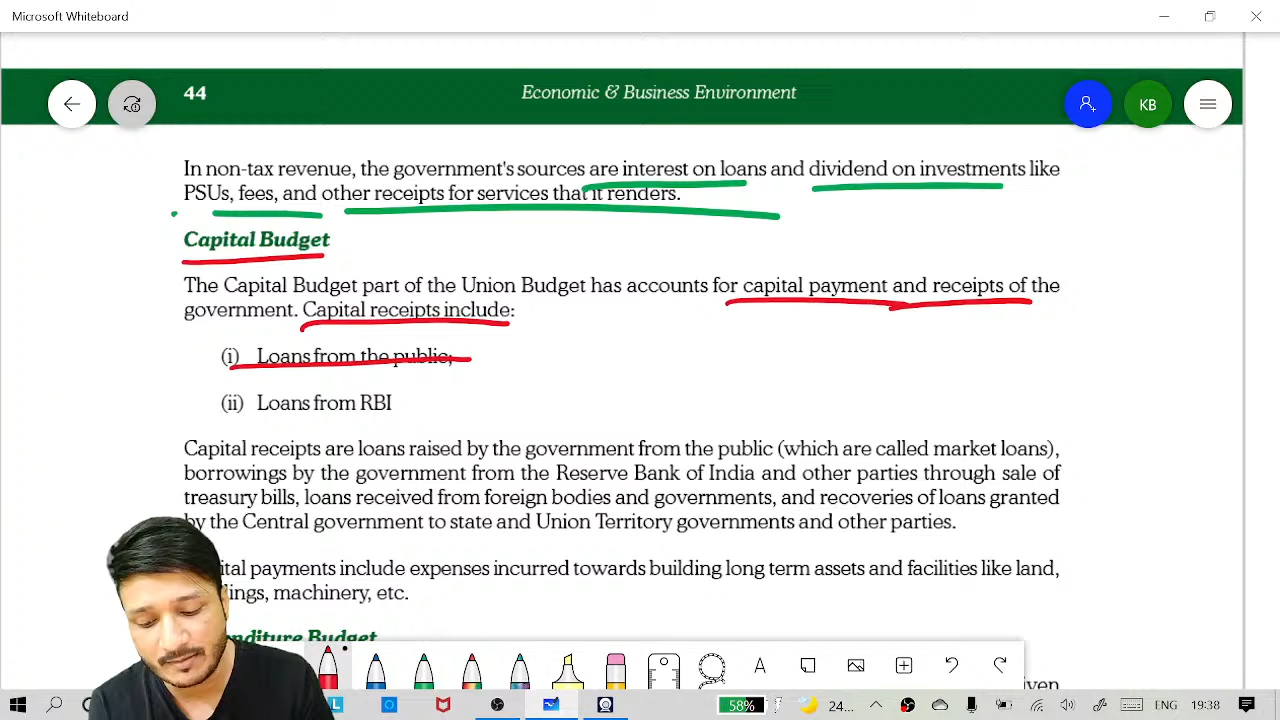 Microsoft Whiteboard
44
Economic & Business Environment
KB
In non-tax revenue, the government's sources are interest on loans and dividend on investments like
PSUs, fees, and other receipts for services that it renders.
Capital Budget
The Capital Budget part of the Union Budget has accounts for capital payment and receipts of the
government. Capital receipts include:
(i) Loans from the public;
(ii) Loans from RBI
Capital receipts are loans raised by the government from the public (which are called market loans),
borrowings by the government from the Reserve Bank of India and other parties through sale of
treasury bills, loans received from foreign bodies and governments, and recoveries of loans granted
by the Central government to state and Union Territory governments and other parties.
ital payments include expenses incurred towards building long term assets and facilities like land,
ings, machinery, etc.
nditure Budget
A
58%
24...
ENG
19:38